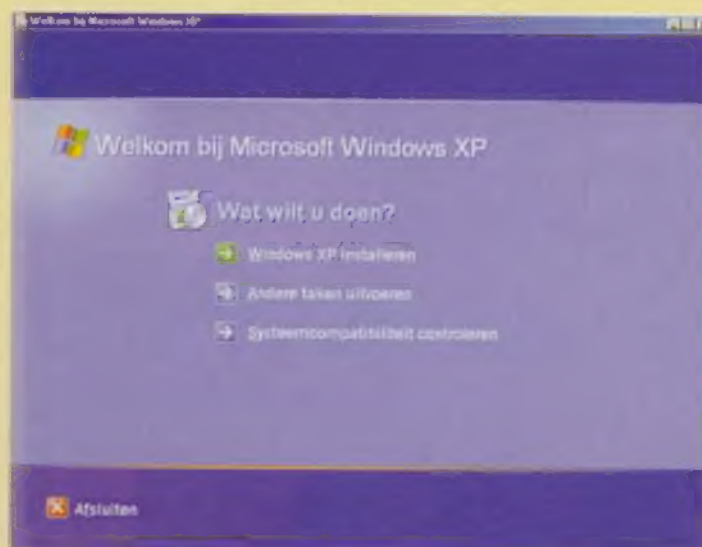 Welkom bij Microsoft Windows XP
Welkom bij Microsoft Windows XP
Wat wilt u doen?
Windows XP installeren
Andere taken uitvoeren
Systeemcompatibiliteit controleren
Afsluiten